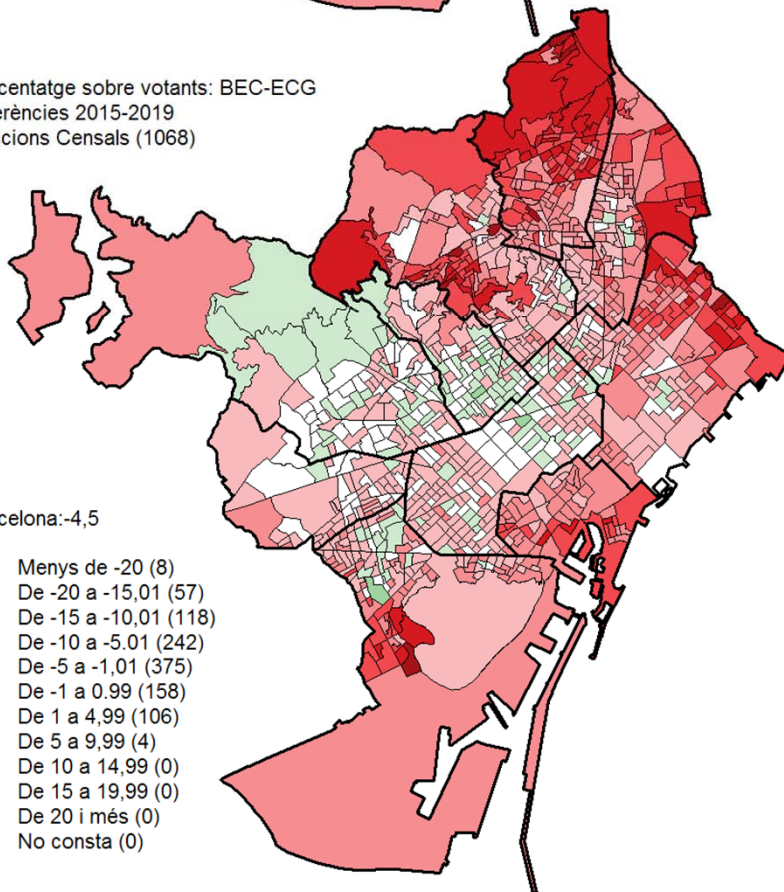 centatge sobre votants: BEC-ECG
erències 2015-2019
ccions Censals (1068)
celona:-4,5
Menys de -20 (8)
De -20 a -15,01 (57)
De -15 a -10,01 (118)
De -10 a -5.01 (242)
De -5 a -1,01 (375)
De -1 a 0.99 (158)
De 1 a 4,99 (106)
De 5 a 9,99 (4)
De 10 a 14,99 (0)
De 15 a 19,99 (0)
De 20 i més (0)
No consta (0)